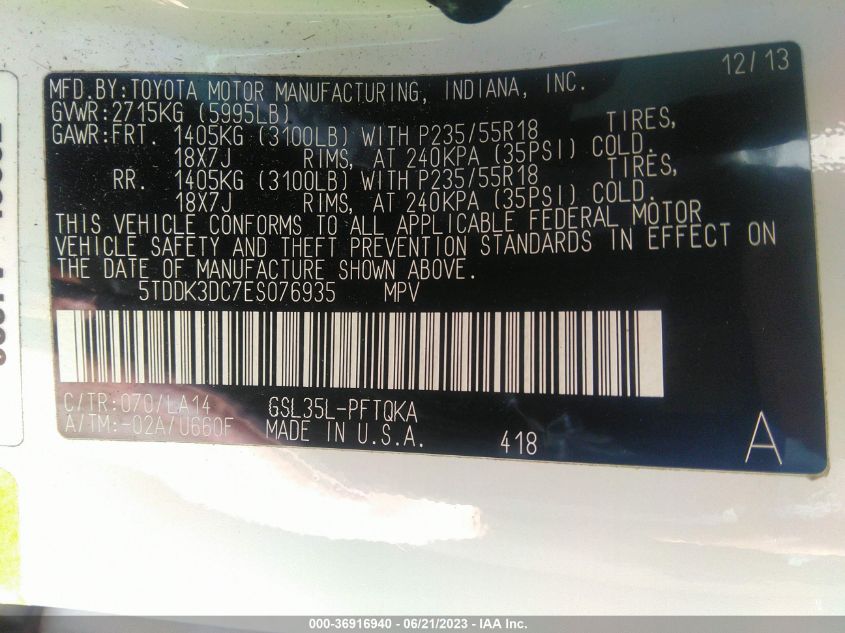 12/13
MFD.BY:TOYOTA MOTOR MANUFACTURING, INDIANA, INC.
GVWR:2715KG (5995LB)
GAWR:FRT. 1405KG (3100LB) WITH P235/55R18 TIRES,
18X7J RIMS, AT 240KPA (35PSI) COLD.
RR. 1405KG (3100LB) WITH P235/55R18 TIRES,
18X7J RIMS, AT 240KPA (35PSI) COLD.
THIS VEHICLE CONFORMS TO ALL APPLICABLE FEDERAL MOTOR
VEHICLE SAFETY AND THEFT PREVENTION STANDARDS IN EFFECT ON
THE DATE OF MANUFACTURE SHOWN ABOVE.
5TDDK3DC7ES076935 MPV
C/TR:070/LA14 GSL35L-PFTQKA
A/TM:-02A/U660F MADE IN U.S.A. 418 A
000-36916940 - 06/21/2023 - IAA Inc.